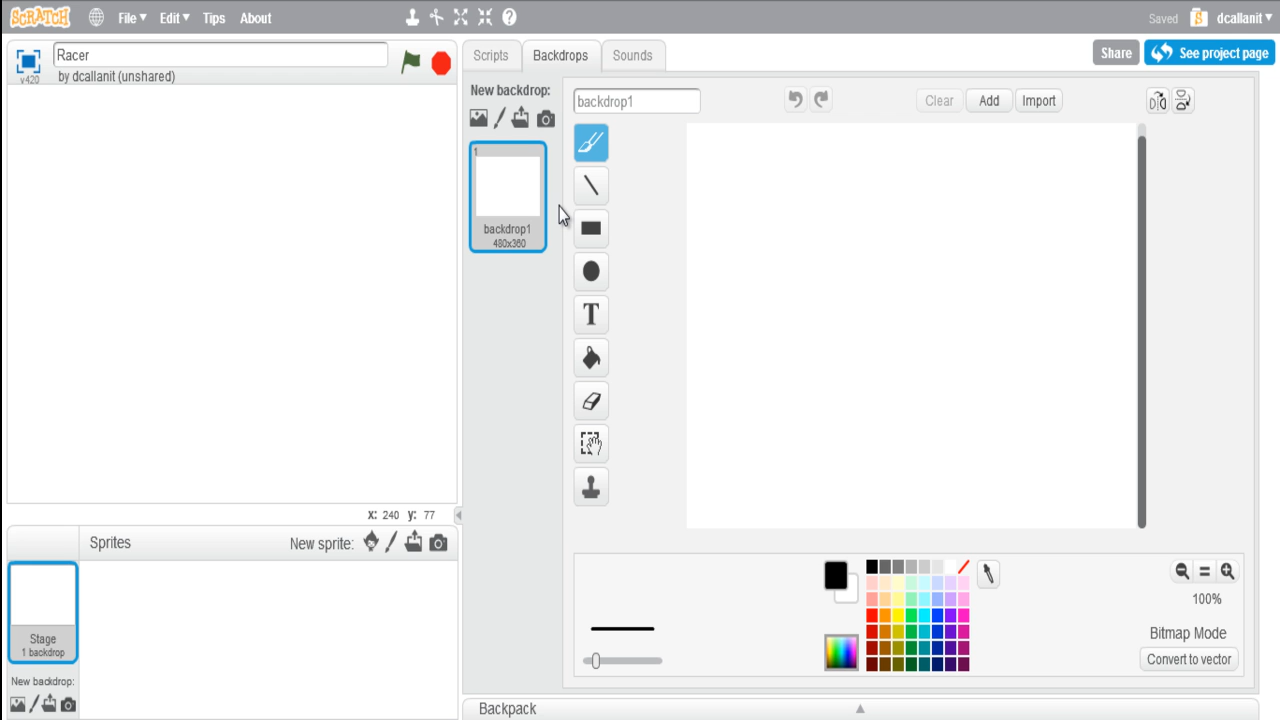 SCRATCH File Edit Tips About Saved dcallanit
v420 Racer
by dcallanit (unshared)
Scripts Backdrops Sounds
Share See project page
New backdrop:
backdrop1
Clear Add Import
1
backdrop1
480x360
T
x: 240 y: 77
Sprites New sprite:
Stage
1 backdrop
New backdrop:
100%
Bitmap Mode
Convert to vector
Backpack